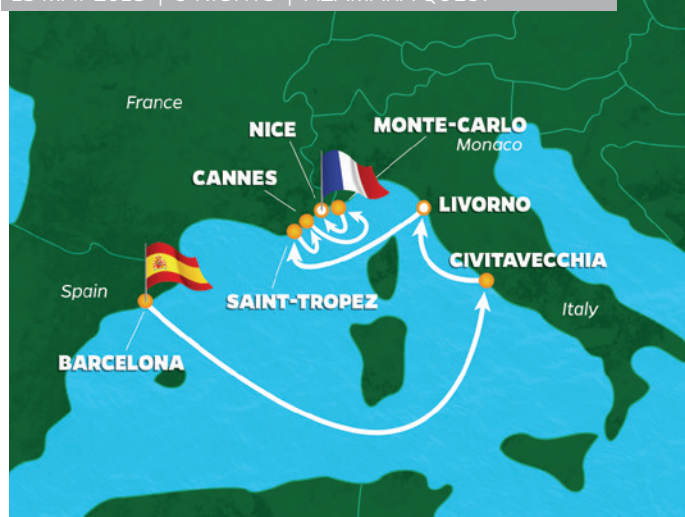 France
NICE
MONTE-CARLO
Monaco
CANNES
LIVORNO
CIVITAVECCHIA
Spain
SAINT-TROPEZ
Italy
BARCELONA